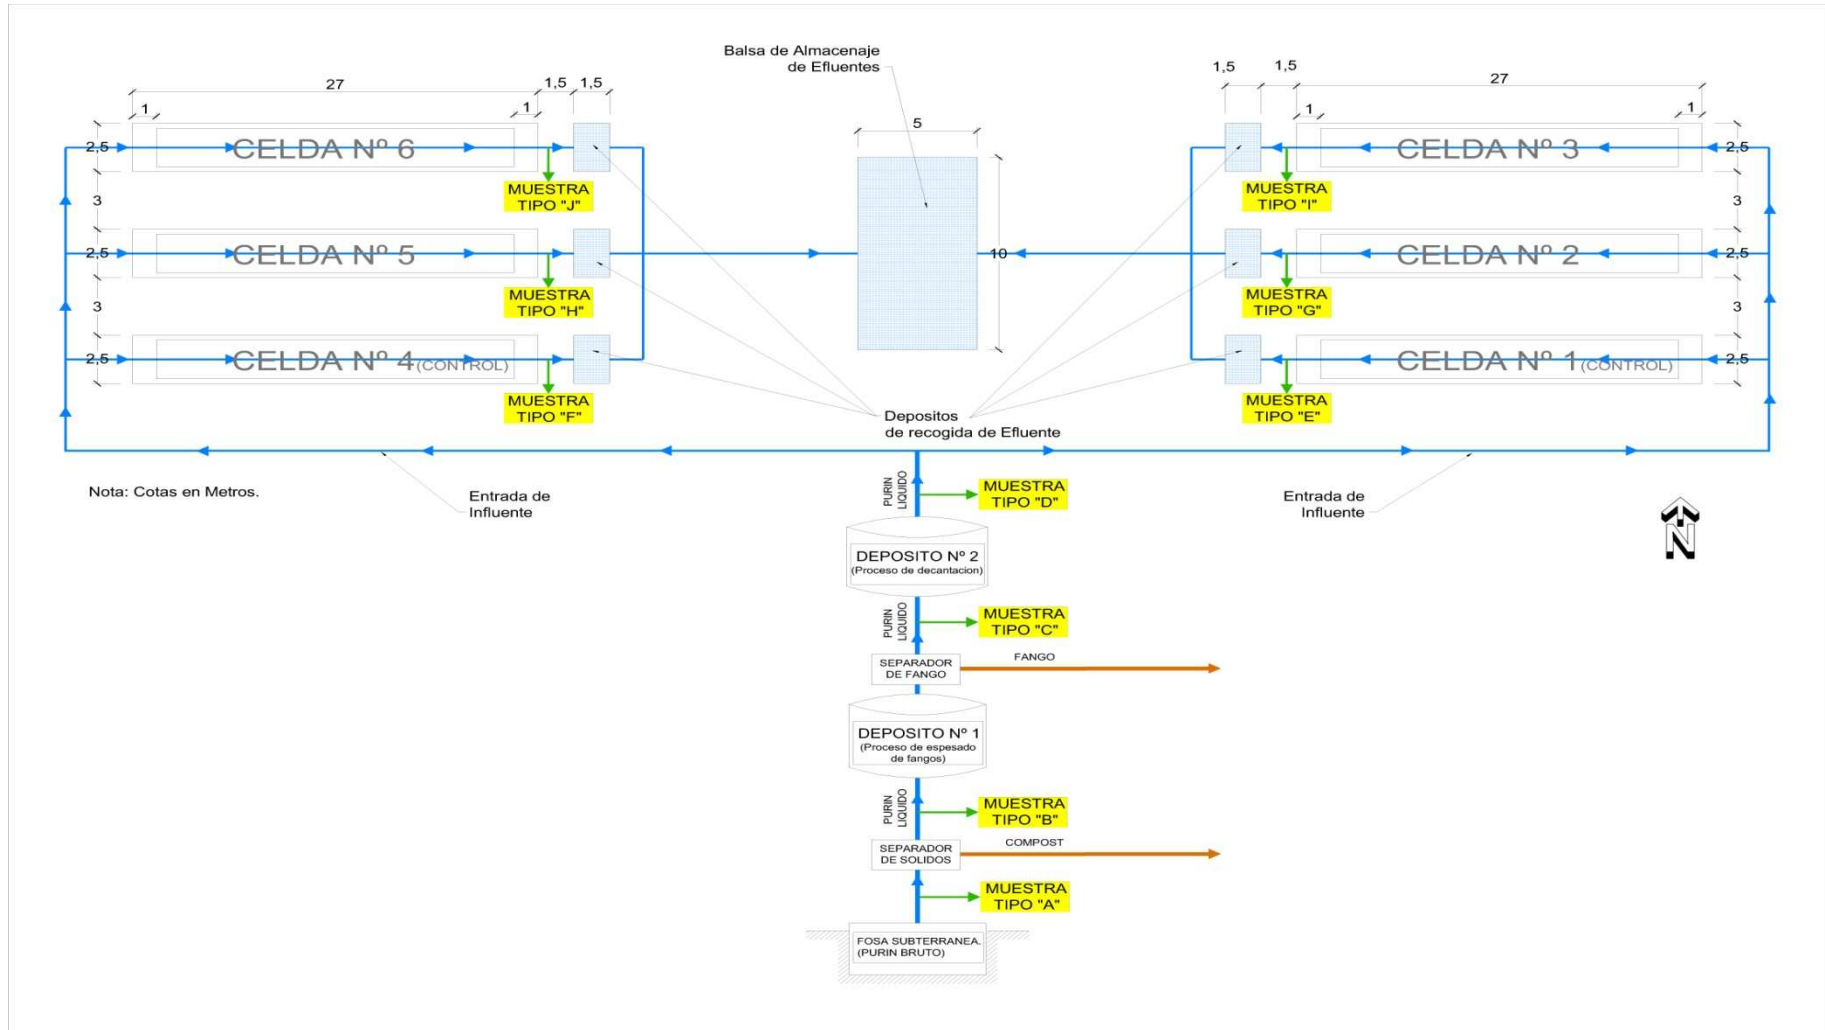 Balsa de Almacenaje
de Efluentes
27
1,5
1,5
1
1
5
1,5
1,5
27
1
1
2,5
CELDA Nº 6
CELDA Nº 3
2,5
MUESTRA
TIPO "J"
MUESTRA
TIPO "I"
3
3
2,5
CELDA Nº 5
10
CELDA Nº 2
2,5
MUESTRA
TIPO "H"
MUESTRA
TIPO "G"
3
3
2,5
CELDA Nº 4 (CONTROL)
CELDA Nº 1 (CONTROL)
2,5
MUESTRA
TIPO "F"
MUESTRA
TIPO "E"
Depositos
de recogida de Efluente
Nota: Cotas en Metros.
Entrada de
Influente
Entrada de
Influente
PURIN
LIQUIDO
MUESTRA
TIPO "D"
N
DEPOSITO Nº 2
(Proceso de decantacion)
PURIN
LIQUIDO
MUESTRA
TIPO "C"
SEPARADOR
DE FANGO
FANGO
DEPOSITO Nº 1
(Proceso de espesado
de fangos)
PURIN
LIQUIDO
MUESTRA
TIPO "B"
SEPARADOR
DE SOLIDOS
COMPOST
MUESTRA
TIPO "A"
FOSA SUBTERRANEA.
(PURIN BRUTO)